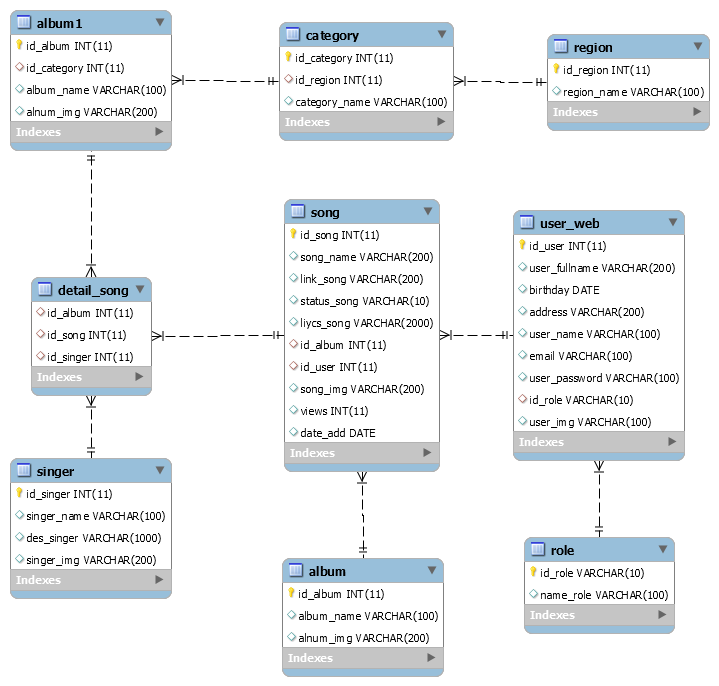 album1
id_album INT(11)
id_category INT(11)
album_name VARCHAR(100)
alnum_img VARCHAR(200)
Indexes
category
id_category INT(11)
id_region INT(11)
category_name VARCHAR(100)
Indexes
region
id_region INT(11)
region_name VARCHAR(100)
Indexes
detail_song
id_album INT(11)
id_song INT(11)
id_singer INT(11)
Indexes
song
id_song INT(11)
song_name VARCHAR(200)
link_song VARCHAR(200)
status_song VARCHAR(10)
liycs_song VARCHAR(2000)
id_album INT(11)
id_user INT(11)
song_img VARCHAR(200)
views INT(11)
date_add DATE
Indexes
user_web
id_user INT(11)
user_fullname VARCHAR(200)
birthday DATE
address VARCHAR(200)
user_name VARCHAR(100)
email VARCHAR(100)
user_password VARCHAR(100)
id_role VARCHAR(10)
user_img VARCHAR(100)
Indexes
singer
id_singer INT(11)
singer_name VARCHAR(100)
des_singer VARCHAR(1000)
singer_img VARCHAR(200)
Indexes
album
id_album INT(11)
album_name VARCHAR(100)
alnum_img VARCHAR(200)
Indexes
role
id_role VARCHAR(10)
name_role VARCHAR(100)
Indexes